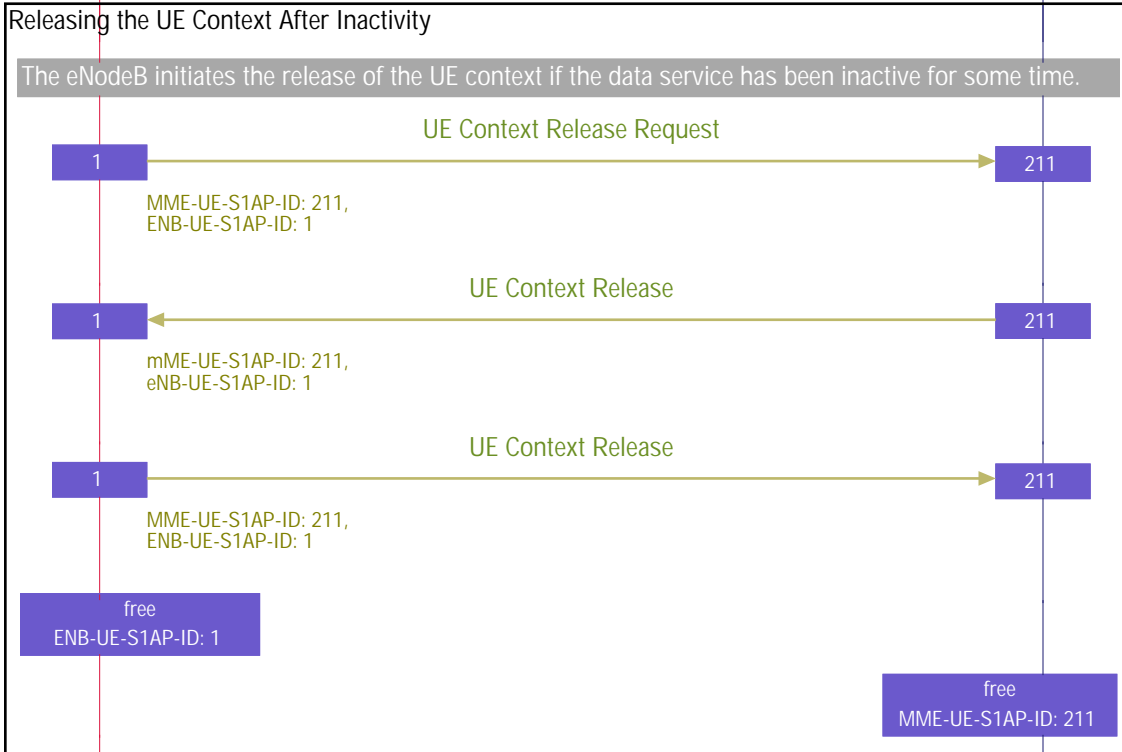 Releasing the UE Context After Inactivity
The eNodeB initiates the release of the UE context if the data service has been inactive for some time.
UE Context Release Request
1
211
MME-UE-S1AP-ID: 211,
ENB-UE-S1AP-ID: 1
UE Context Release
1
211
mME-UE-S1AP-ID: 211,
eNB-UE-S1AP-ID: 1
UE Context Release
1
211
MME-UE-S1AP-ID: 211,
ENB-UE-S1AP-ID: 1
free
ENB-UE-S1AP-ID: 1
free
MME-UE-S1AP-ID: 211